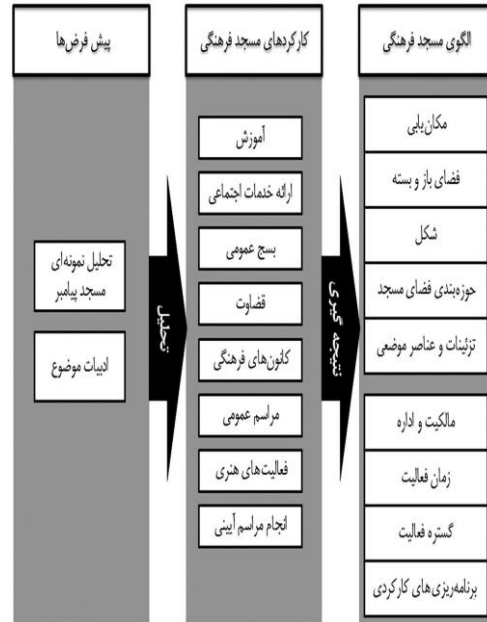 پیش فرض‌ها
تحلیل نمونه‌ای
مسجد پیامبر
ادبیات موضوع
تحلیل
کارکردهای مسجد فرهنگی
آموزش
ارائه خدمات اجتماعی
بسج عمومی
قضاوت
کانون‌های فرهنگی
مراسم عمومی
فعالیت‌های هنری
انجام مراسم آیینی
نتیجه گیری
الگوی مسجد فرهنگی
مکان‌یابی
فضای باز و بسته
شکل
حوزه‌بندی فضای مسجد
تزئینات و عناصر موضعی
مالکیت و اداره
زمان فعالیت
گستره فعالیت
برنامه‌ریزی‌های کارکردی